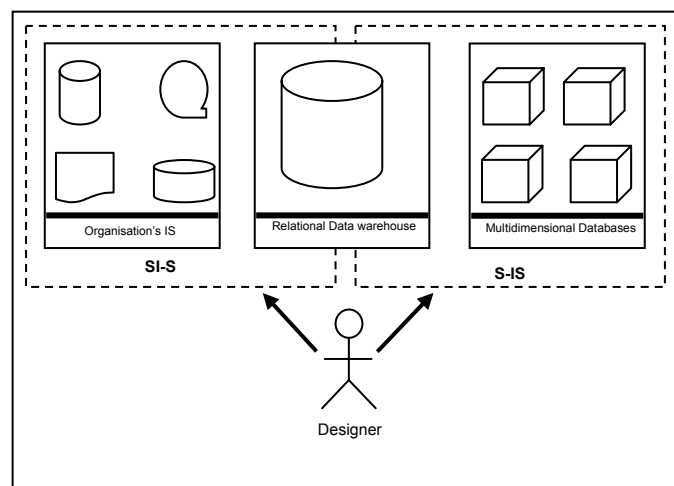 Organisation's IS
Relational Data warehouse
Multidimensional Databases
SI-S
S-IS
Designer